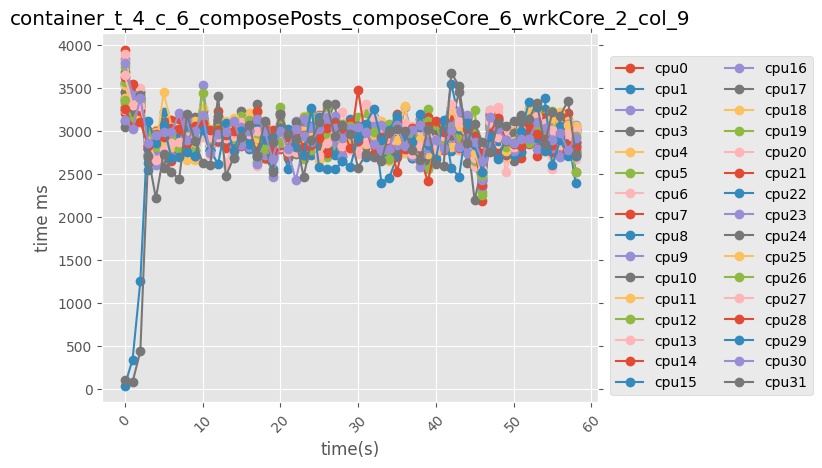 container_t_4_c_6_composePosts_composeCore_6_wrkCore_2_col_9
time ms
4000
3500
3000
2500
2000
1500
1000
500
0
0
10
20
30
40
50
60
time(s)
cpu0
cpu1
cpu2
cpu3
cpu4
cpu5
cpu6
cpu7
cpu8
cpu9
cpu10
cpu11
cpu12
cpu13
cpu14
cpu15
cpu16
cpu17
cpu18
cpu19
cpu20
cpu21
cpu22
cpu23
cpu24
cpu25
cpu26
cpu27
cpu28
cpu29
cpu30
cpu31